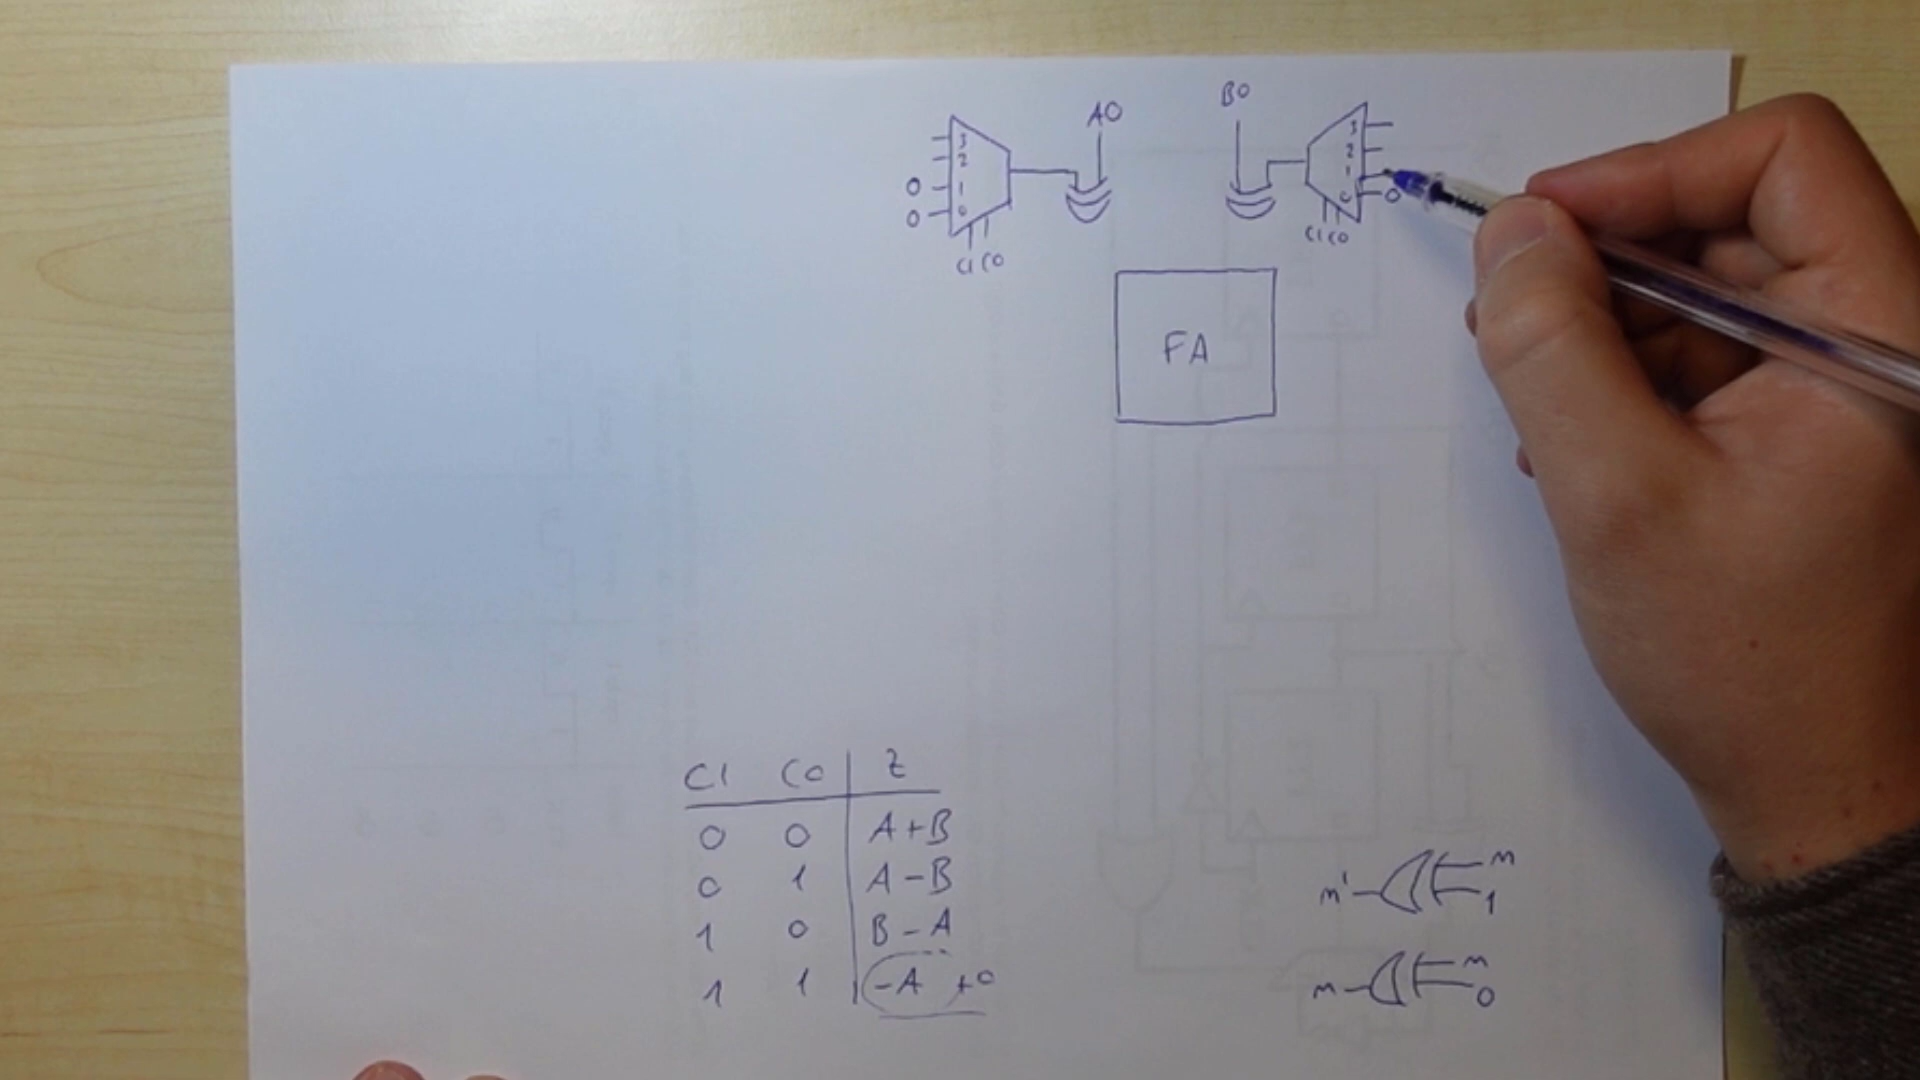 A0
B0
3
2
0 1
0 0
C1 C0
3
2
1
0 0
C1 C0
FA
C1 C0 Z
0 0 A+B
0 1 A-B
1 0 B-A
1 1 -A +0
m' m
1
m m
0